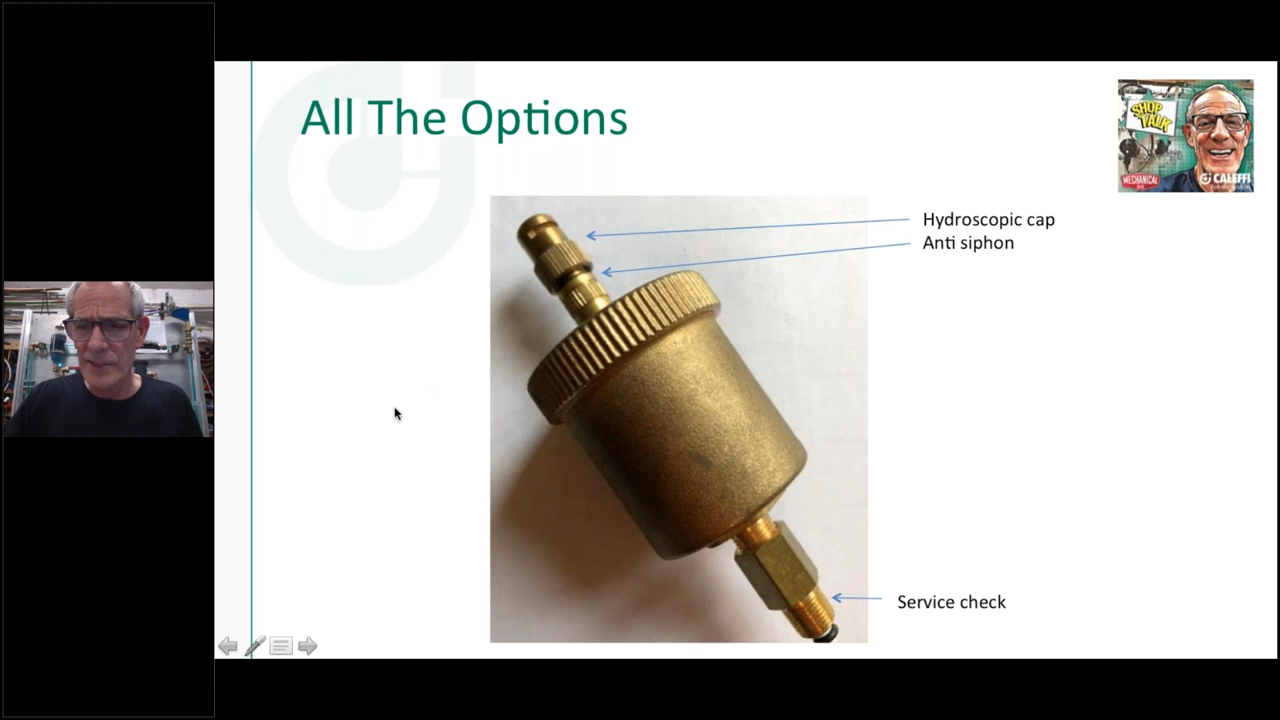 All The Options
SHOP
TALK
MECHANICAL
CALEFFI
Hydroscopic cap
Anti siphon
Service check